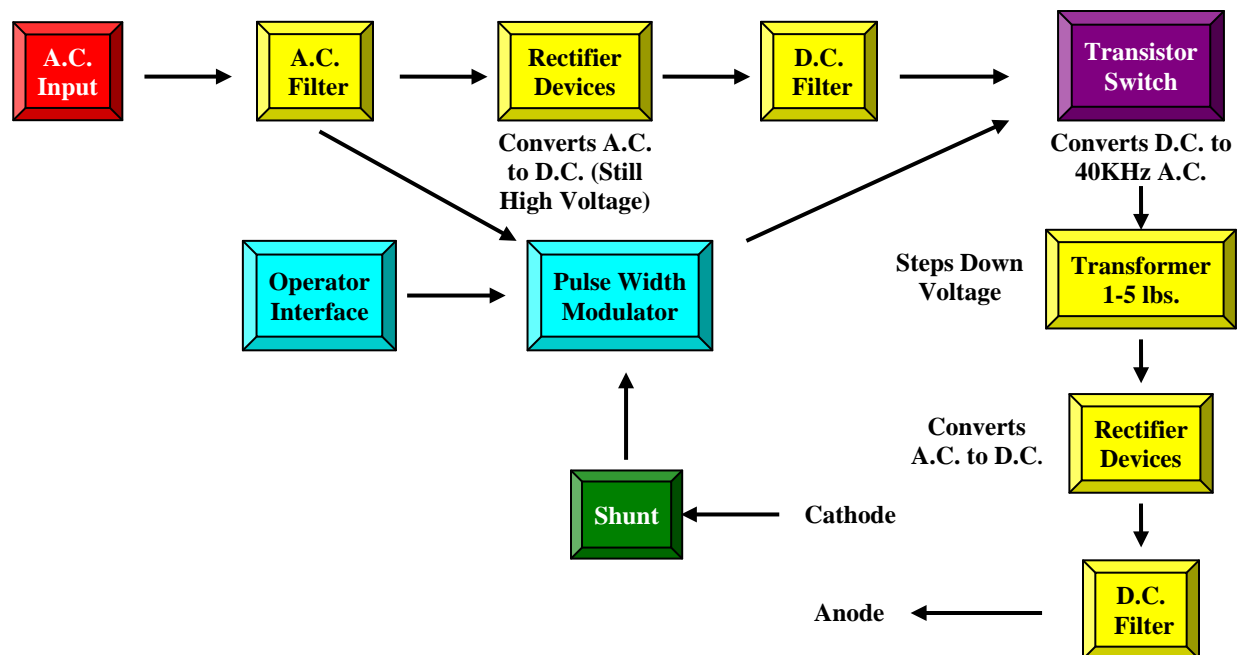 A.C.
Input
A.C.
Filter
Rectifier
Devices
D.C.
Filter
Transistor
Switch
Converts A.C.
to D.C. (Still
High Voltage)
Converts D.C. to
40KHz A.C.
Operator
Interface
Pulse Width
Modulator
Steps Down
Voltage
Transformer
1-5 lbs.
Converts
A.C. to D.C.
Rectifier
Devices
Shunt
Cathode
Anode
D.C.
Filter